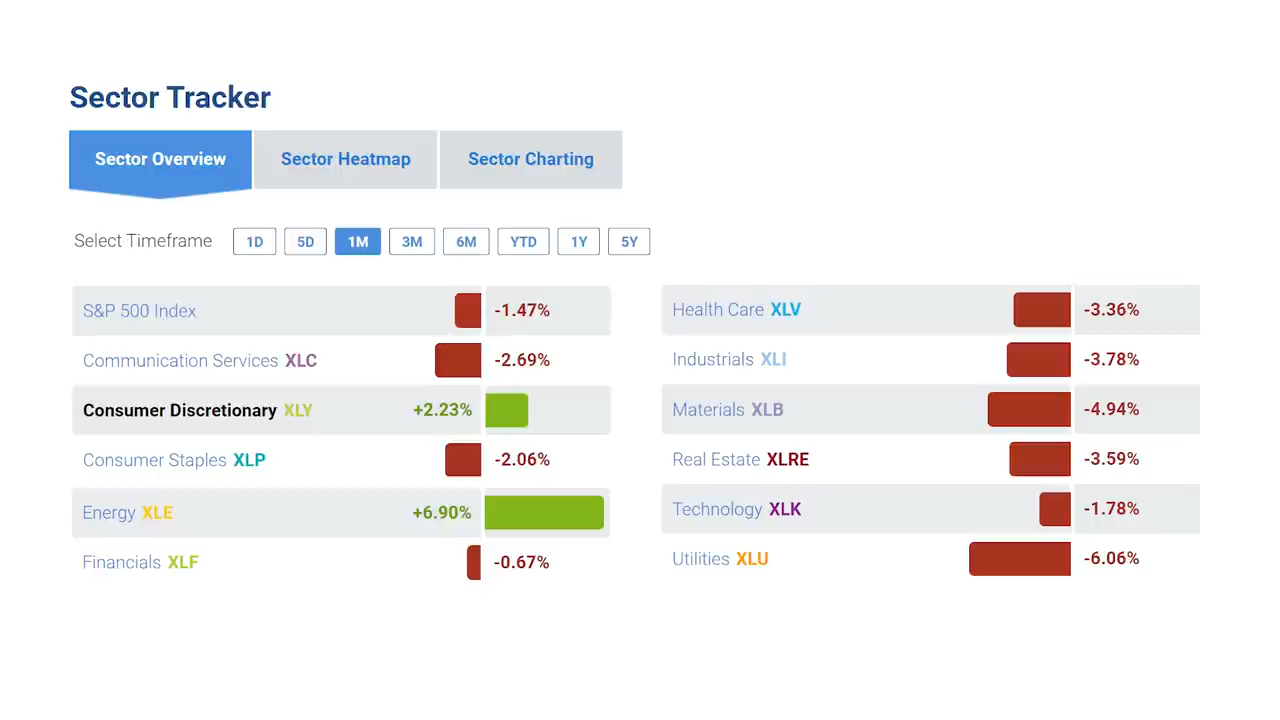 Sector Tracker
Sector Overview Sector Heatmap Sector Charting
Select Timeframe 1D 5D 1M 3M 6M YTD 1Y 5Y
S&P 500 Index -1.47%
Communication Services XLC -2.69%
Consumer Discretionary XLY +2.23%
Consumer Staples XLP -2.06%
Energy XLE +6.90%
Financials XLF -0.67%
Health Care XLV -3.36%
Industrials XLI -3.78%
Materials XLB -4.94%
Real Estate XLRE -3.59%
Technology XLK -1.78%
Utilities XLU -6.06%